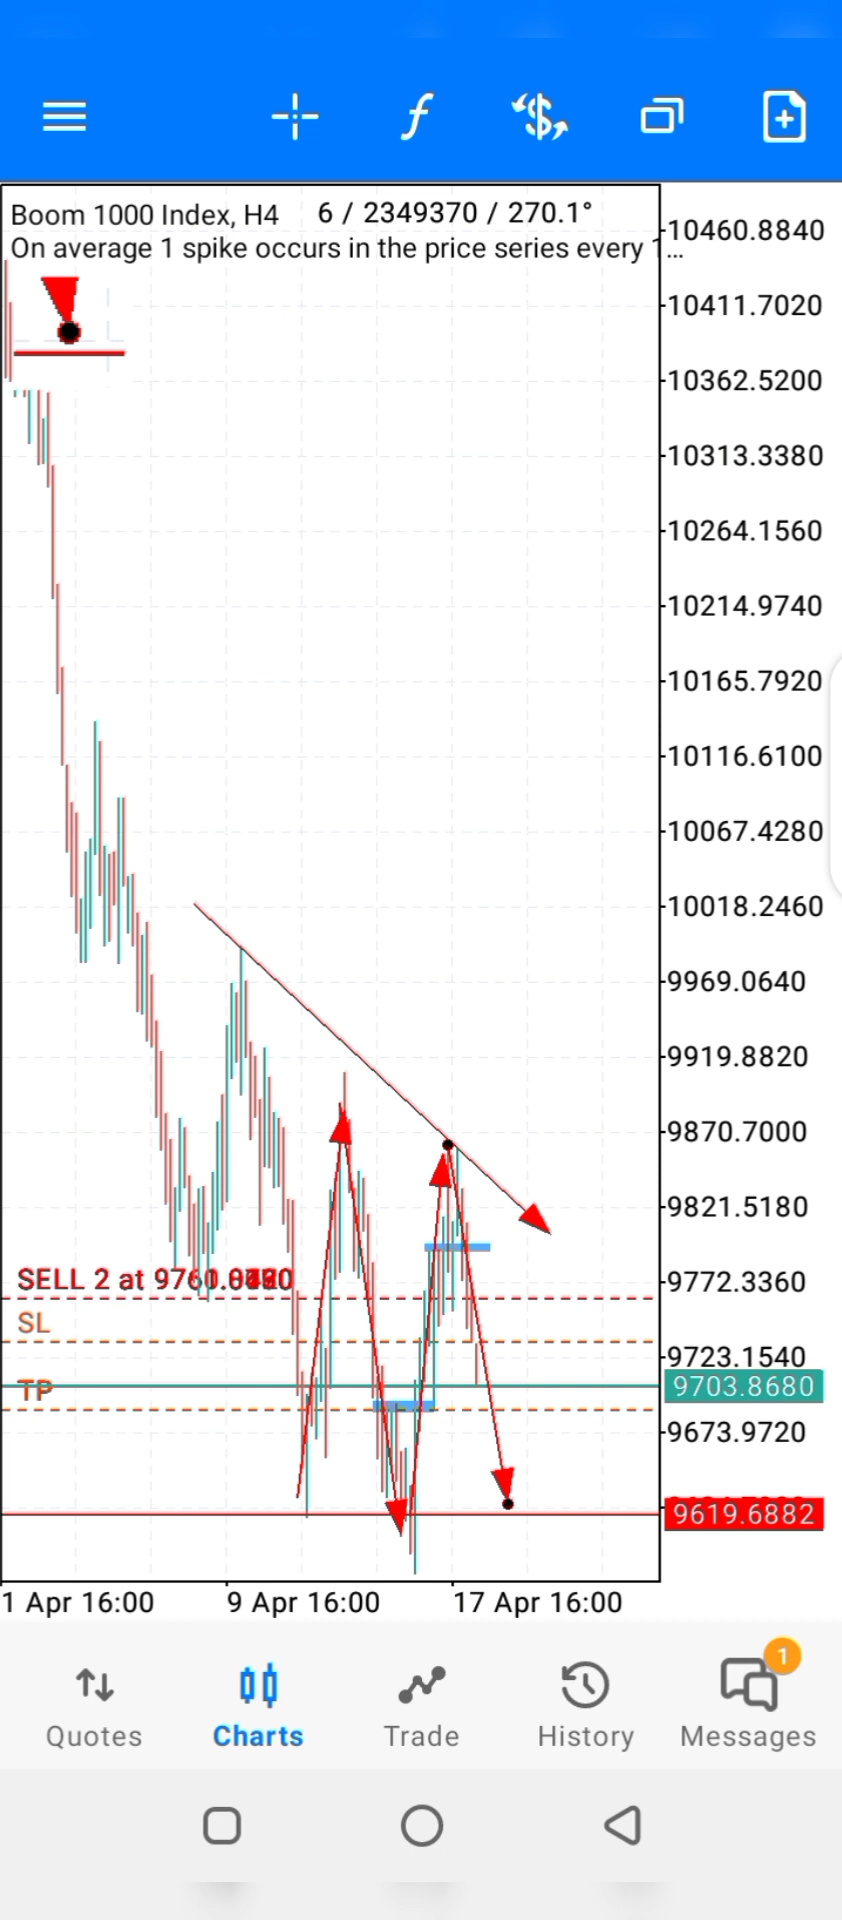 Boom 1000 Index, H4 6 / 2349370 / 270.1°
On average 1 spike occurs in the price series every 1...
10460.8840
10411.7020
10362.5200
10313.3380
10264.1560
10214.9740
10165.7920
10116.6100
10067.4280
10018.2460
9969.0640
9919.8820
9870.7000
9821.5180
SELL 2 at
9772.3360
SL
9723.1540
TP
9703.8680
9673.9720
9619.6882
1 Apr 16:00 9 Apr 16:00 17 Apr 16:00
1
Quotes Charts Trade History Messages